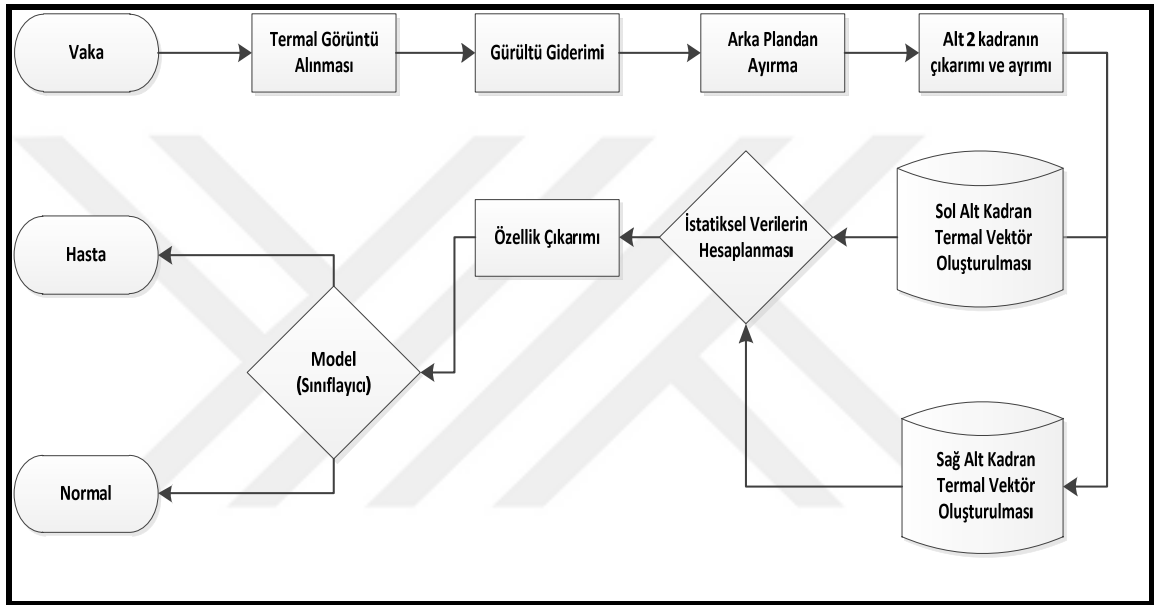 Vaka
Termal Görüntü
Alınması
Gürültü Giderimi
Arka Plandan
Ayırma
Alt 2 kadranın
çıkarımı ve ayrımı
Sol Alt Kadran
Termal Vektör
Oluşturulması
İstatiksel Verilerin
Hesaplanması
Özellik Çıkarımı
Hasta
Model
(Sınıflayıcı)
Sağ Alt Kadran
Termal Vektör
Oluşturulması
Normal